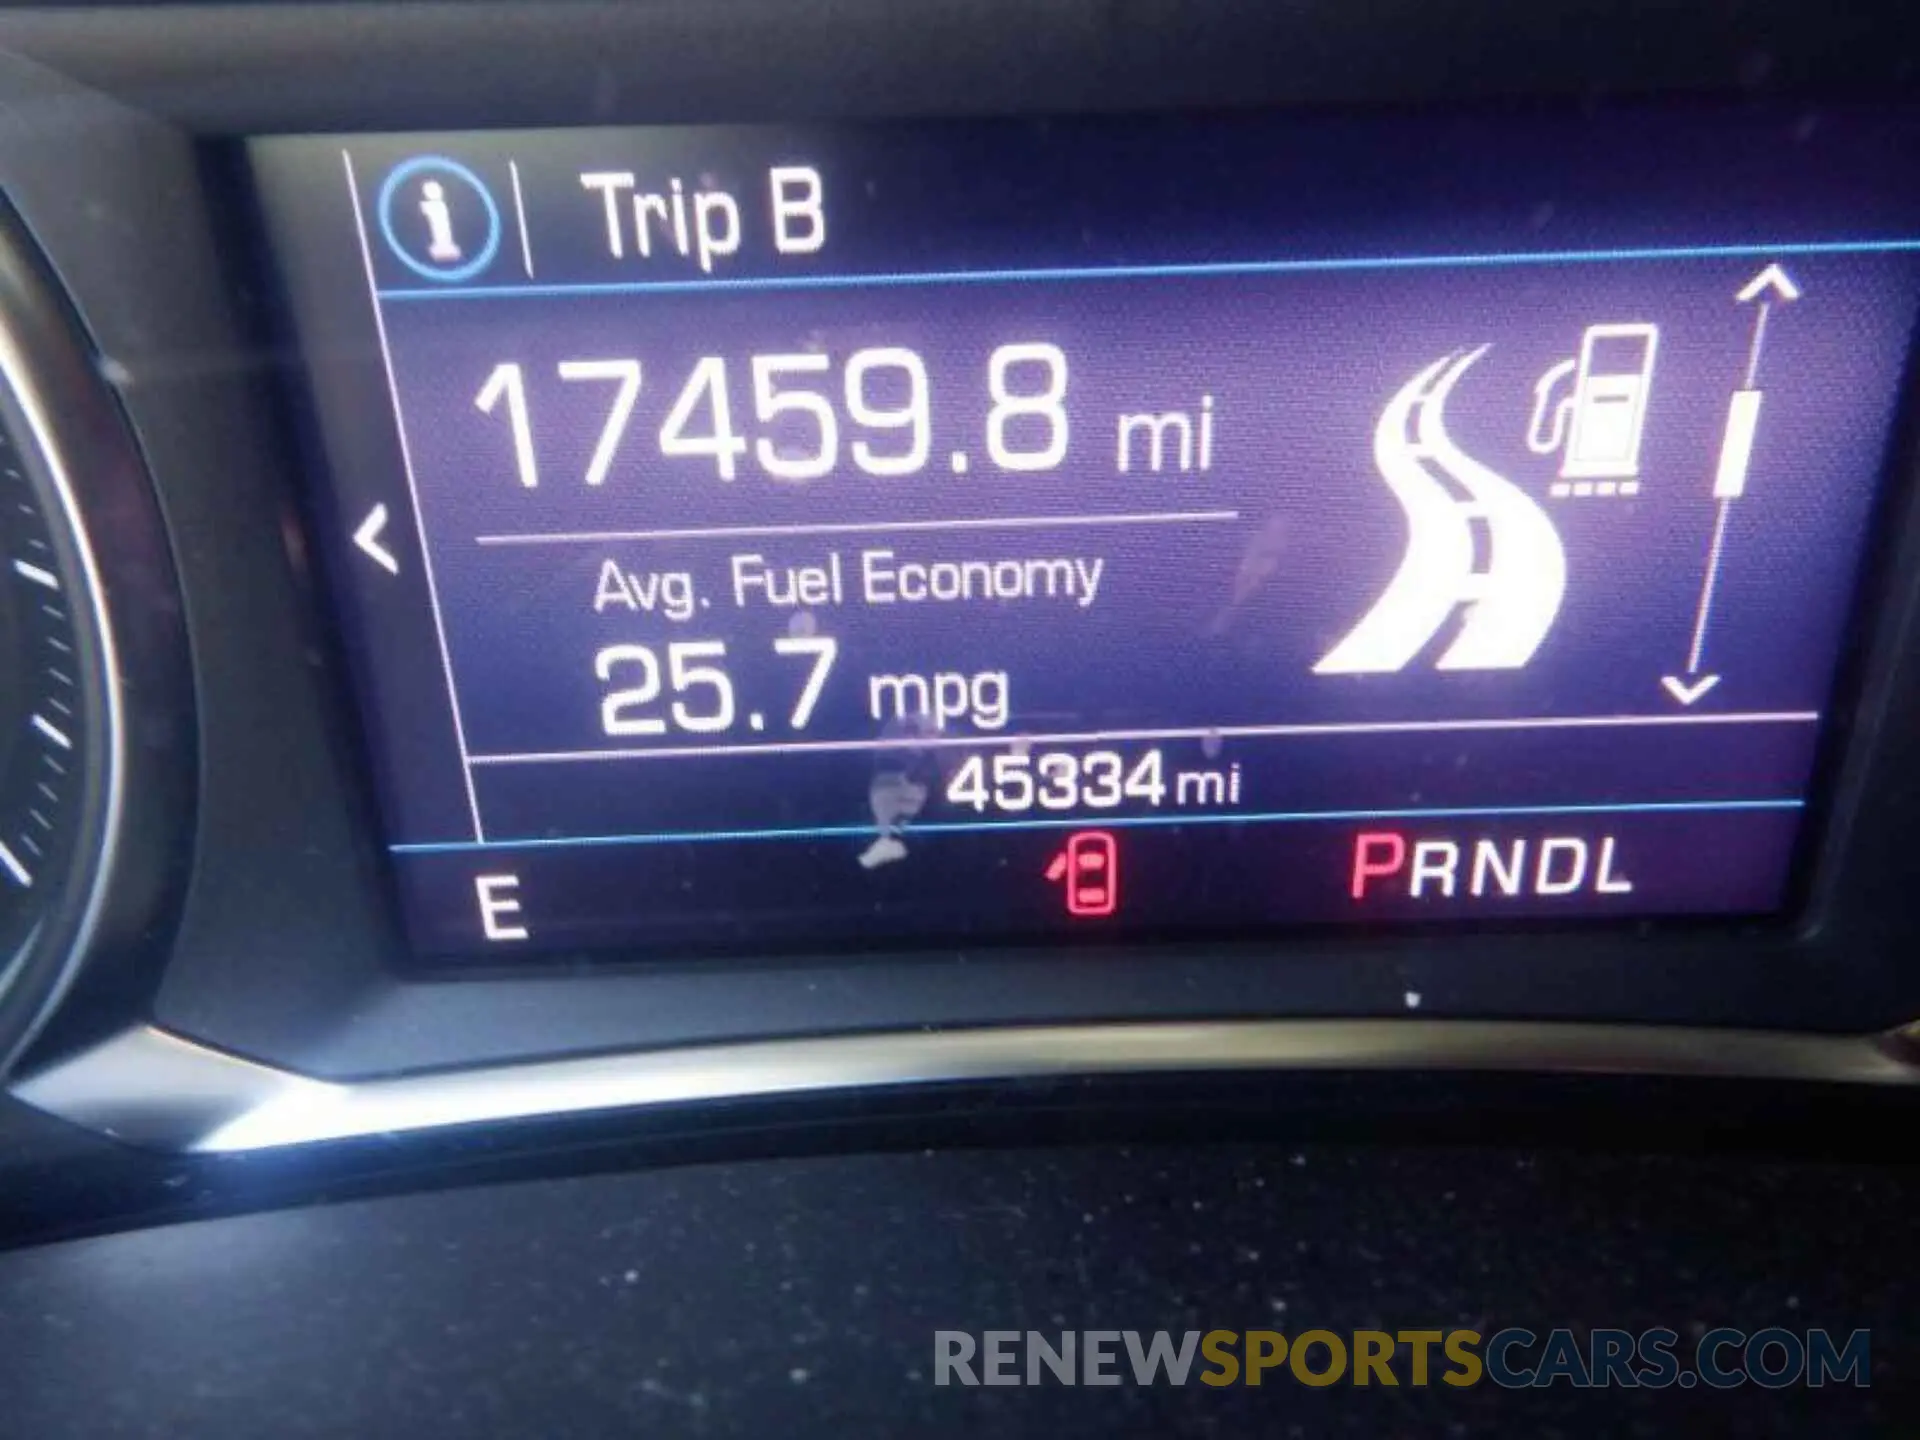 i Trip B
17459.8 mi
Avg. Fuel Economy
25.7 mpg
45334 mi
E PRNDL
RENEWSPORTSCARS.COM